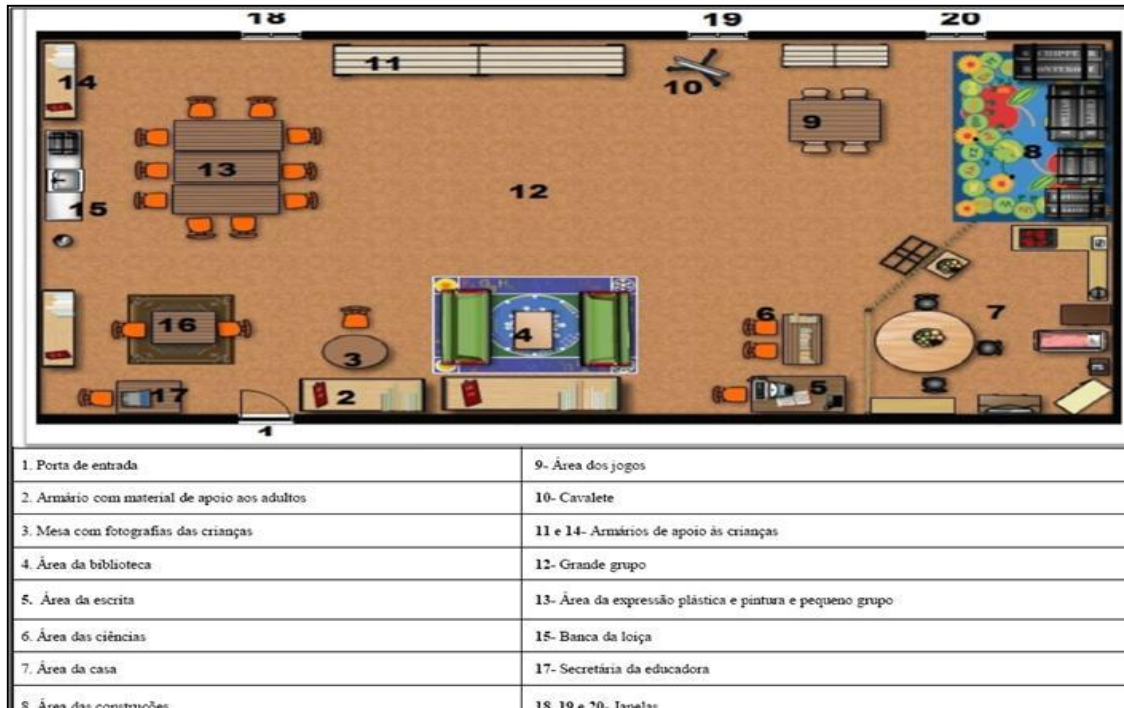 18 19 20
14 11 10 9 8
13
15 12
16 3 4 6 7
17 2 5
1
1. Porta de entrada
9- Área dos jogos
2. Armário com material de apoio aos adultos
10- Cavalete
3. Mesa com fotografias das crianças
11 e 14- Armários de apoio às crianças
4. Área da biblioteca
12- Grande grupo
5. Área da escrita
13- Área da expressão plástica e pintura e pequeno grupo
6. Área das ciências
15- Banca da loiça
7. Área da casa
17- Secretária da educadora
8. Área das construções
18, 19 e 20- Janelas